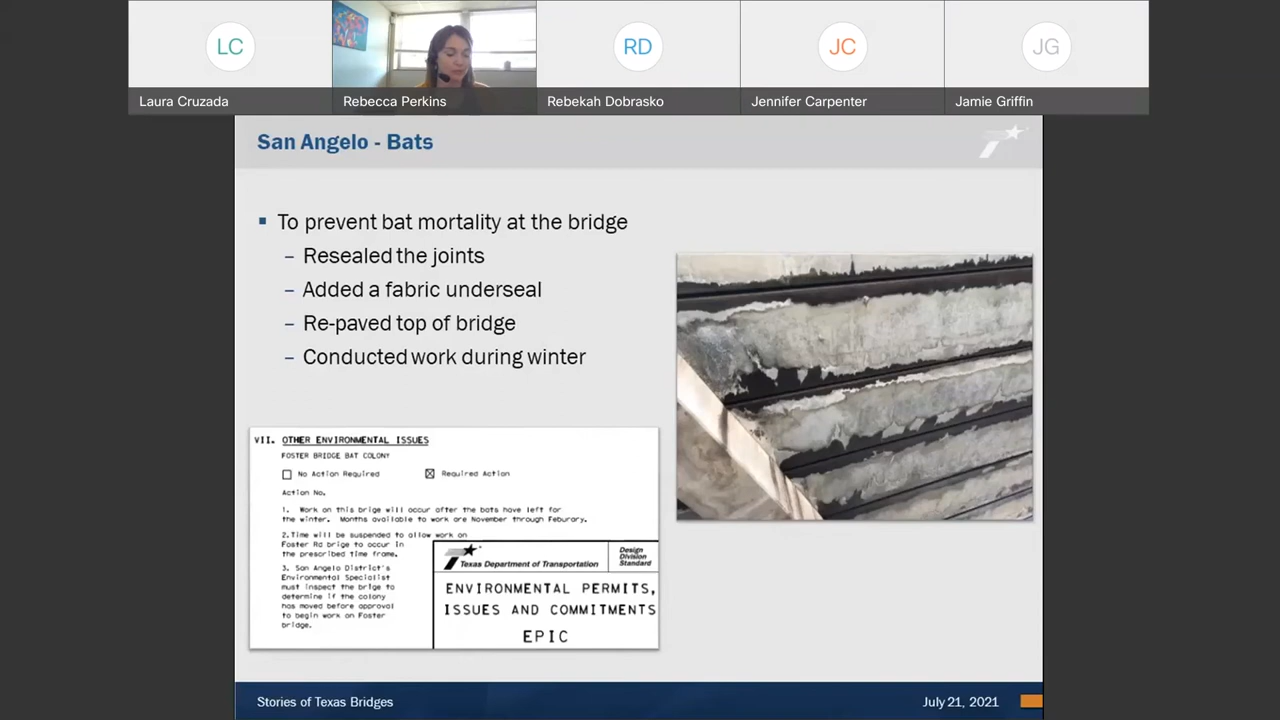 LC
RD
JC
JG
Laura Cruzada
Rebecca Perkins
Rebekah Dobrasko
Jennifer Carpenter
Jamie Griffin
San Angelo - Bats
To prevent bat mortality at the bridge
– Resealed the joints
– Added a fabric underseal
– Re-paved top of bridge
– Conducted work during winter
VII. OTHER ENVIRONMENTAL ISSUES
FOSTER BRIDGE BAT COLONY
No Action Required
Required Action
Action No.
1. Work on this brige will occur after the bats have left for
the winter. Months available to work are November through Feburary.
2.Time will be suspended to allow work on
Foster Rd brige to occur in
the prescribed time frame.
3. San Angelo District's
Environmental Specialist
must inspect the brige to
determine if the colony
has moved before approval
to begin work on Foster
bridge.
Texas Department of Transportation
Design
Division
Standard
ENVIRONMENTAL PERMITS,
ISSUES AND COMMITMENTS
EPIC
Stories of Texas Bridges
July 21, 2021